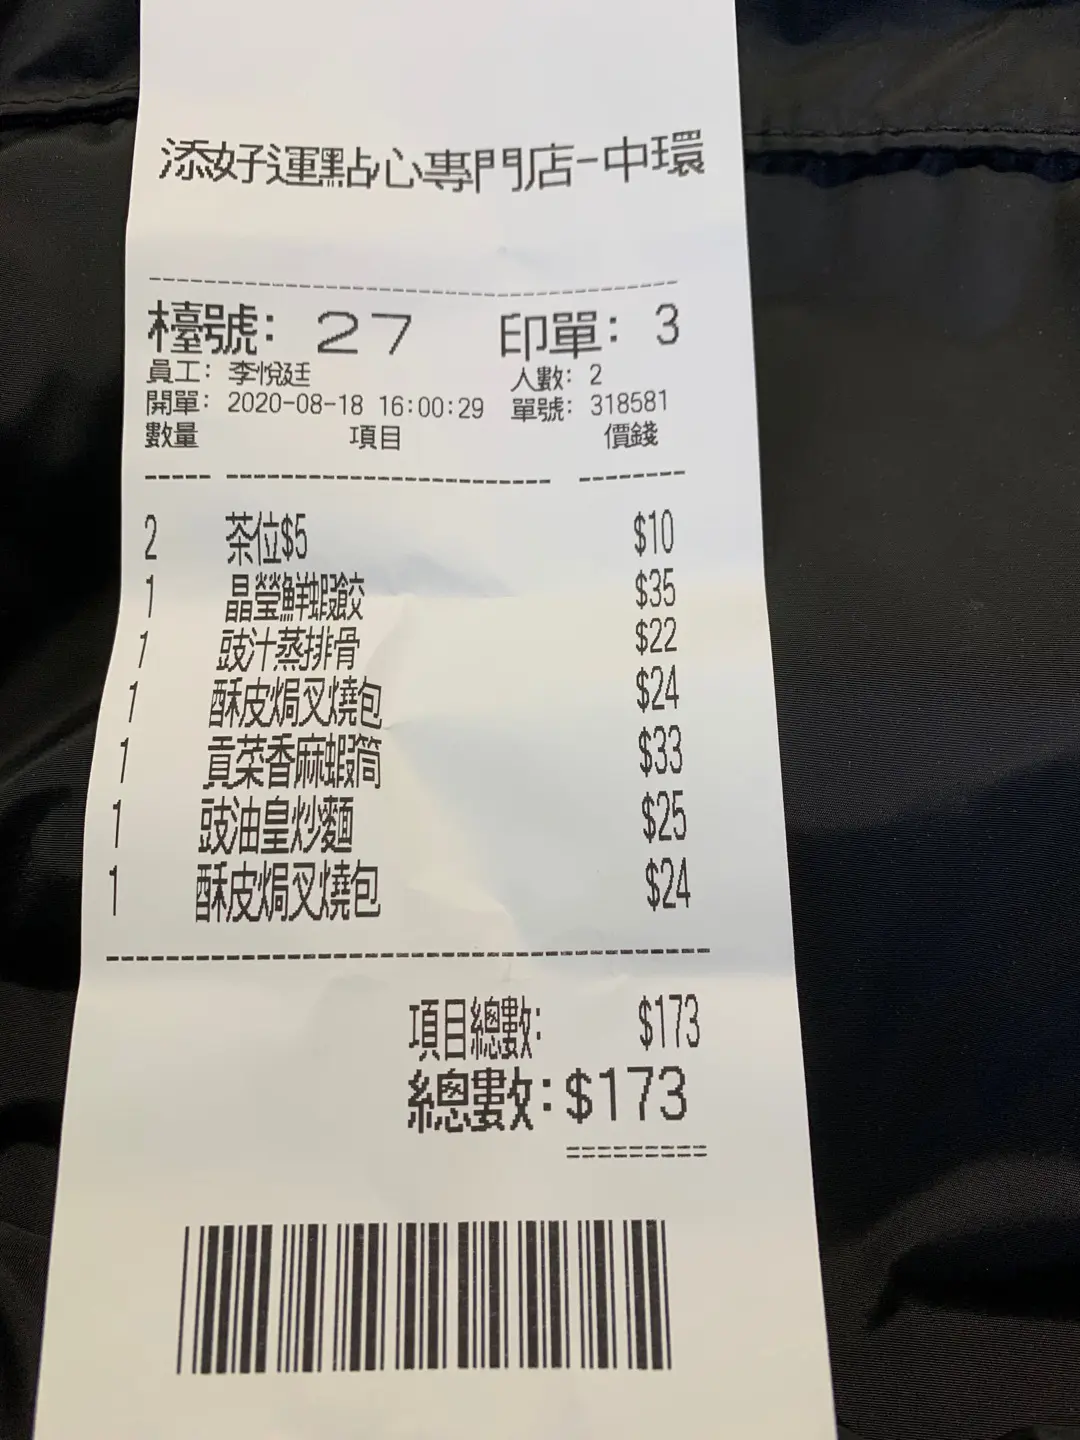 添好運點心專門店-中環
檯號: 27 印單: 3
員工: 李悅廷 人數: 2
開單: 2020-08-18 16:00:29 單號: 318581
數量 項目 價錢
2 茶位$5 $10
1 晶瑩鮮蝦餃 $35
1 豉汁蒸排骨 $22
1 酥皮焗叉燒包 $24
1 貢菜香麻蝦筒 $33
1 豉油皇炒麵 $25
1 酥皮焗叉燒包 $24
項目總數: $173
總數: $173